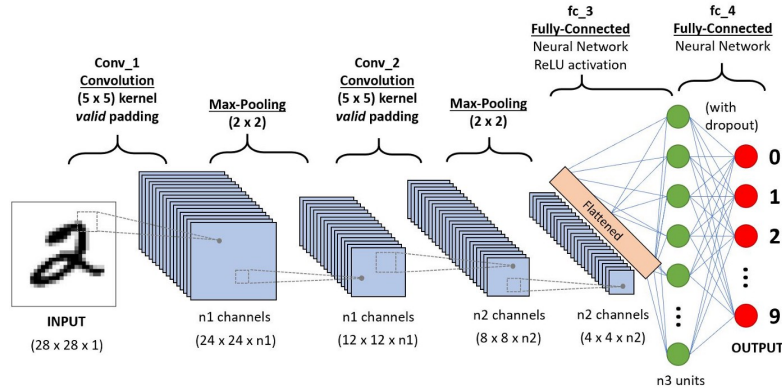 fc_3
Fully-Connected
Neural Network
ReLU activation
fc_4
Fully-Connected
Neural Network
Conv_1
Convolution
(5 x 5) kernel
valid padding
Max-Pooling
(2 x 2)
Conv_2
Convolution
(5 x 5) kernel
valid padding
Max-Pooling
(2 x 2)
(with
dropout)
0
1
2
9
Flattened
2
INPUT
(28 x 28 x 1)
n1 channels
(24 x 24 x n1)
n1 channels
(12 x 12 x n1)
n2 channels
(8 x 8 x n2)
n2 channels
(4 x 4 x n2)
OUTPUT
n3 units